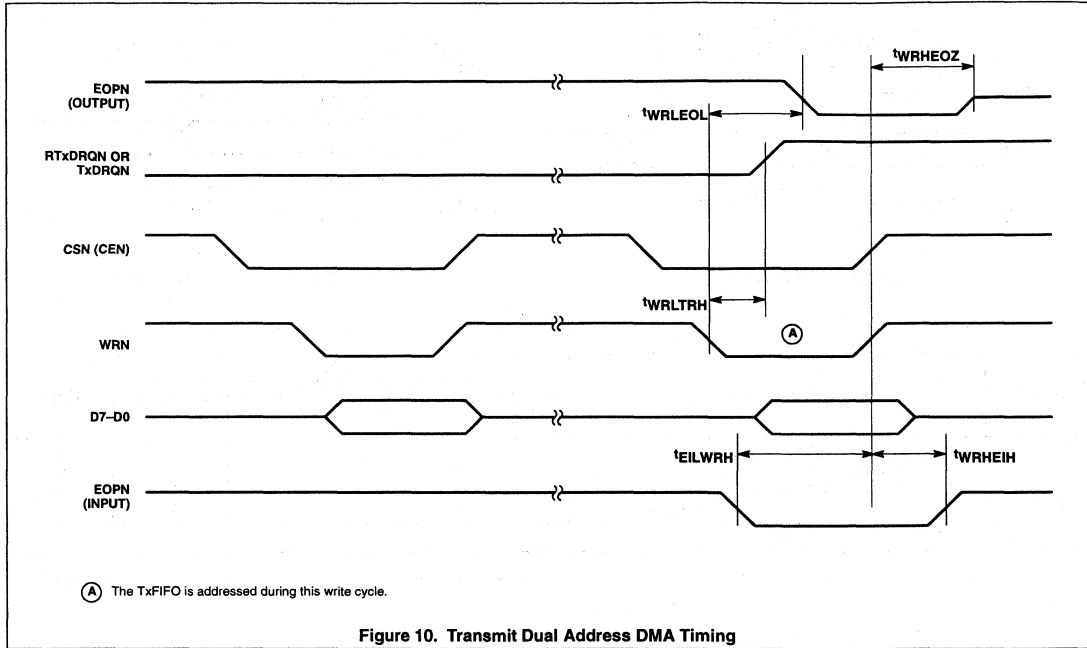 EOPN
(OUTPUT)
tWRHEOZ
tWRLEOL
RTxDRQN OR
TxDRQN
CSN (CEN)
tWRLTRH
WRN
A
D7–D0
tEILWRH
tWRHEIH
EOPN
(INPUT)
A The TxFIFO is addressed during this write cycle.
Figure 10. Transmit Dual Address DMA Timing